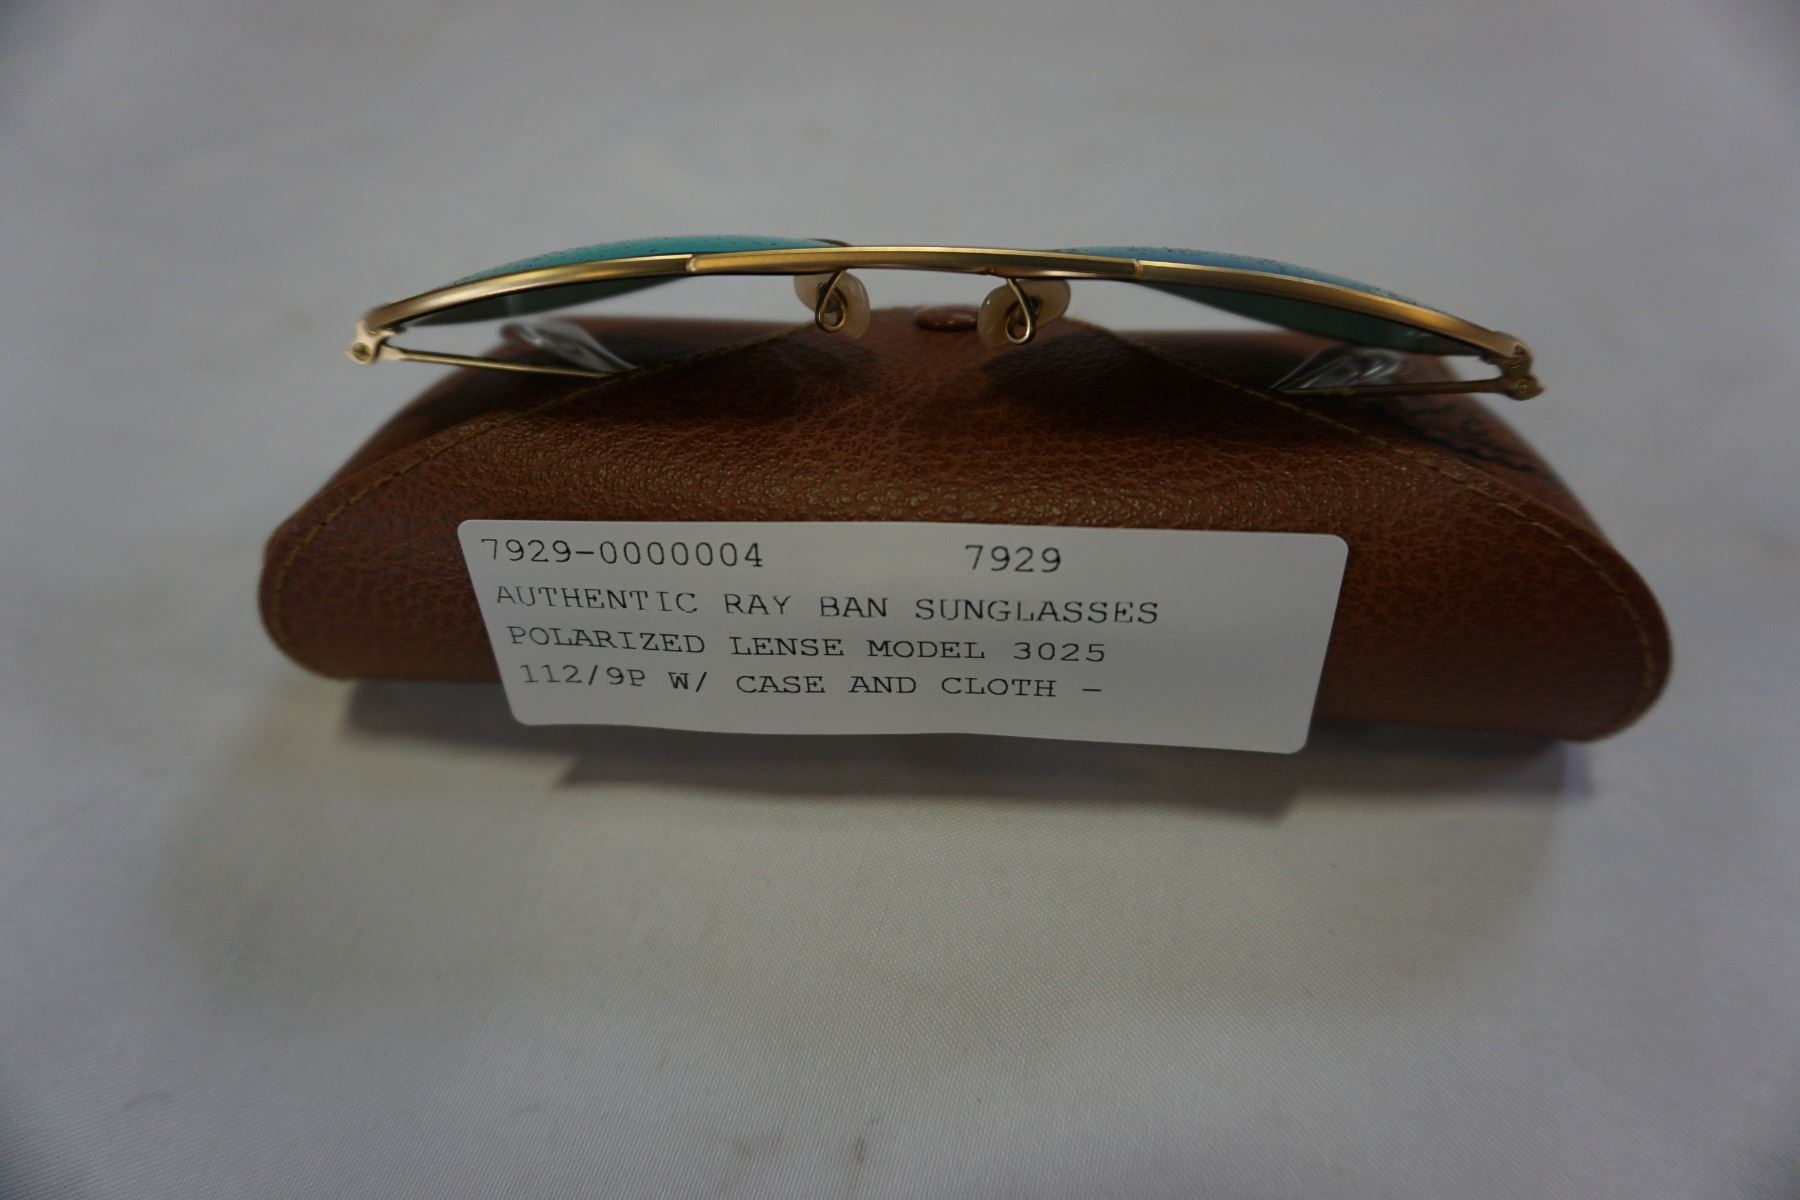 7929-0000004 7929
AUTHENTIC RAY BAN SUNGLASSES
POLARIZED LENSE MODEL 3025
112/9P W/ CASE AND CLOTH -